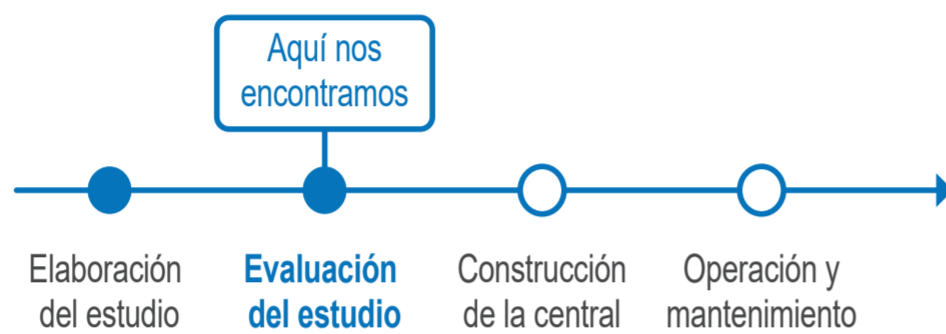 Aquí nos
encontramos
Elaboración
del estudio
Evaluación
del estudio
Construcción
de la central
Operación y
mantenimiento